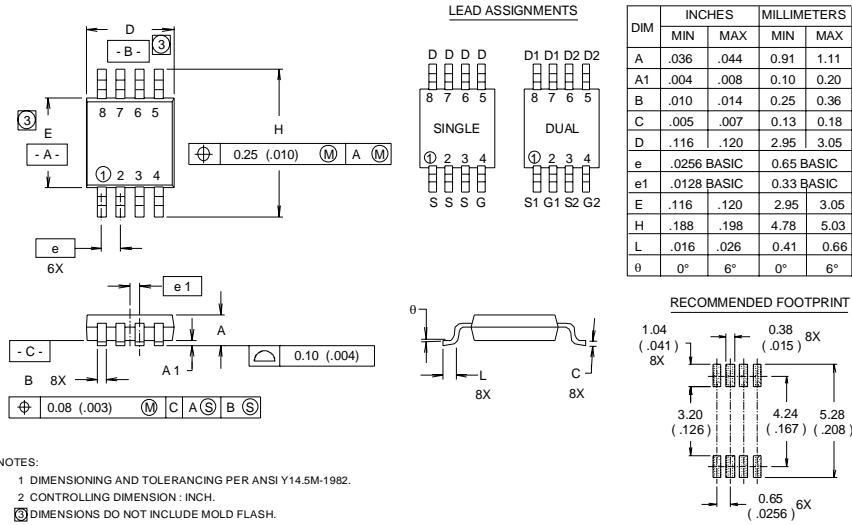 LEAD ASSIGNMENTS
D
- B -
3
8 7 6 5
3
E
- A -
H
0.25 (.010) M A M
1 2 3 4
e
6X
D D D D
8 7 6 5
SINGLE
1 2 3 4
S S S G
D1 D1 D2 D2
8 7 6 5
DUAL
1 2 3 4
S1 G1 S2 G2
DIM INCHES MILLIMETERS
MIN MAX MIN MAX
A .036 .044 0.91 1.11
A1 .004 .008 0.10 0.20
B .010 .014 0.25 0.36
C .005 .007 0.13 0.18
D .116 .120 2.95 3.05
e .0256 BASIC 0.65 BASIC
e1 .0128 BASIC 0.33 BASIC
E .116 .120 2.95 3.05
H .188 .198 4.78 5.03
L .016 .026 0.41 0.66
θ 0° 6° 0° 6°
e 1
- C -
A
A 1
0.10 (.004)
B 8X
0.08 (.003) M C A S B S
θ
L
8X
C
8X
RECOMMENDED FOOTPRINT
1.04
( .041 )
8X
0.38
( .015 ) 8X
3.20
( .126 )
4.24
( .167 )
5.28
( .208 )
0.65
( .0256 ) 6X
NOTES:
1 DIMENSIONING AND TOLERANCING PER ANSI Y14.5M-1982.
2 CONTROLLING DIMENSION : INCH.
3 DIMENSIONS DO NOT INCLUDE MOLD FLASH.